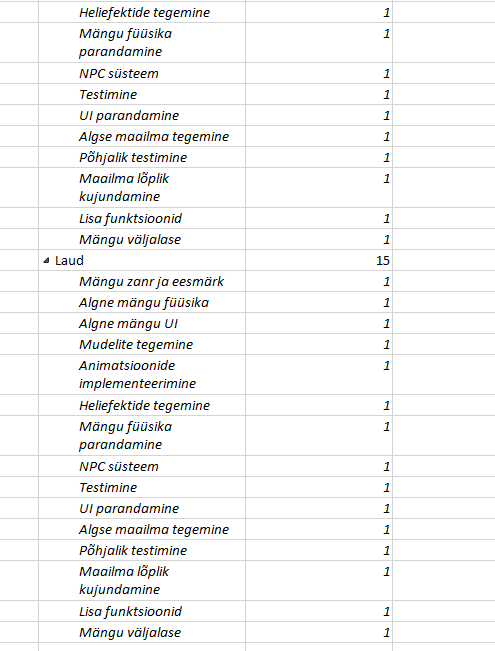 Heliefektide tegemine 1
Mängu füüsika 1
parandamine
NPC süsteem 1
Testimine 1
UI parandamine 1
Algse maailma tegemine 1
Põhjalik testimine 1
Maailma lõplik 1
kujundamine
Lisa funktsioonid 1
Mängu väljalase 1
Laud 15
Mängu zanr ja eesmärk 1
Algne mängu füüsika 1
Algne mängu UI 1
Mudelite tegemine 1
Animatsioonide 1
implementeerimine
Heliefektide tegemine 1
Mängu füüsika 1
parandamine
NPC süsteem 1
Testimine 1
UI parandamine 1
Algse maailma tegemine 1
Põhjalik testimine 1
Maailma lõplik 1
kujundamine
Lisa funktsioonid 1
Mängu väljalase 1